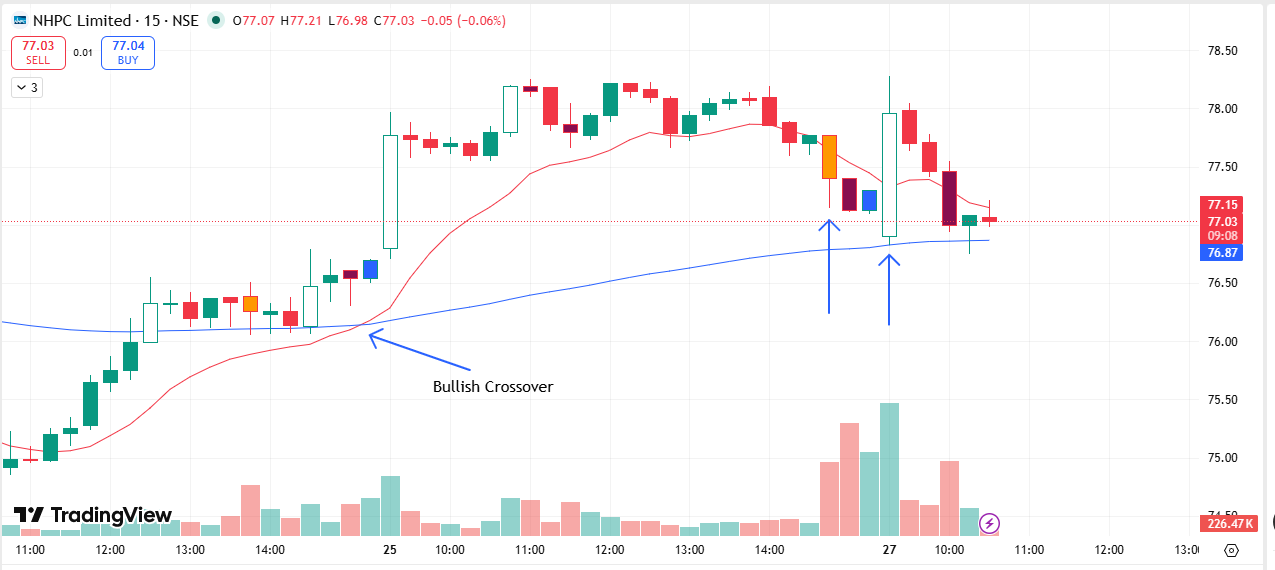 NHPC Limited · 15 · NSE O77.07 H77.21 L76.98 C77.03 −0.05 (−0.06%)
77.03 0.01 77.04
SELL BUY
3
78.50
78.00
77.50
77.15
77.03
09:08
76.87
76.50
76.00
Bullish Crossover
75.50
75.00
TradingView
226.47K
11:00 12:00 13:00 14:00 25 10:00 11:00 12:00 13:00 14:00 27 10:00 11:00 12:00